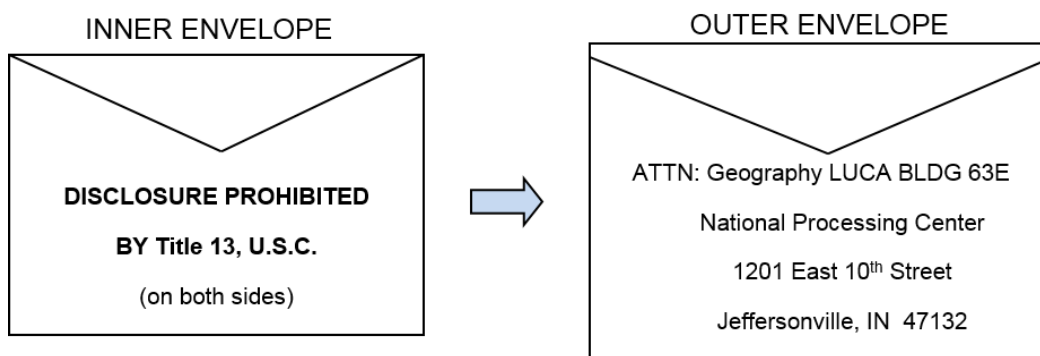 INNER ENVELOPE
DISCLOSURE PROHIBITED
BY Title 13, U.S.C.
(on both sides)
OUTER ENVELOPE
ATTN: Geography LUCA BLDG 63E
National Processing Center
1201 East 10th Street
Jeffersonville, IN 47132